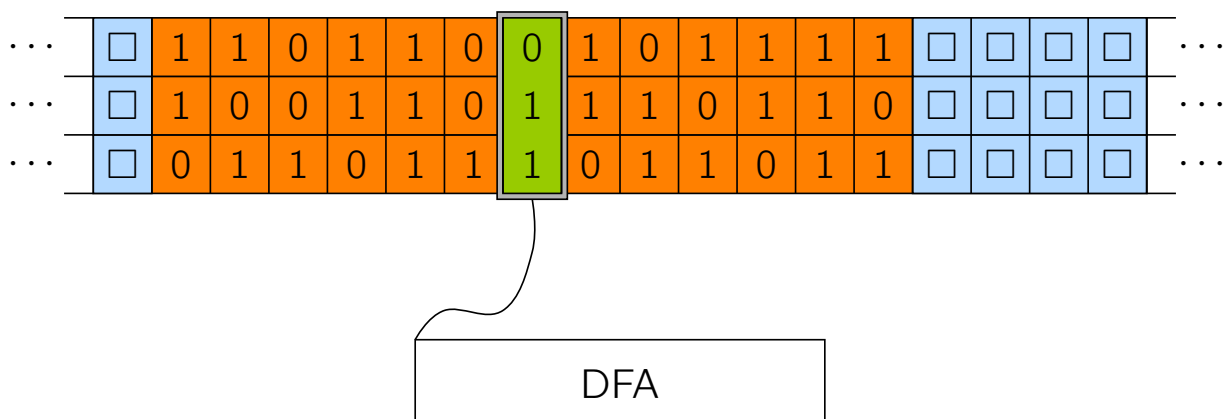 ··· □ 1 1 0 1 1 0 0 1 0 1 1 1 1 □ □ □ □ ···
··· □ 1 0 0 1 1 0 1 1 1 0 1 1 0 □ □ □ □ ···
··· □ 0 1 1 0 1 1 1 0 1 1 0 1 1 □ □ □ □ ···
DFA